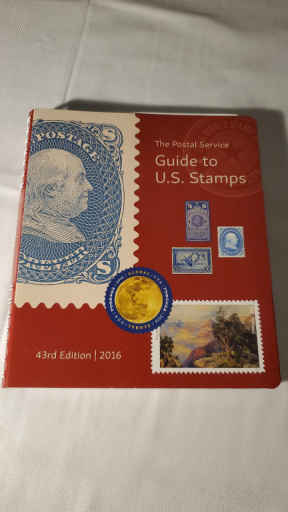 The Postal Service
Guide to
U.S. Stamps
POSTAGE
43rd Edition | 2016